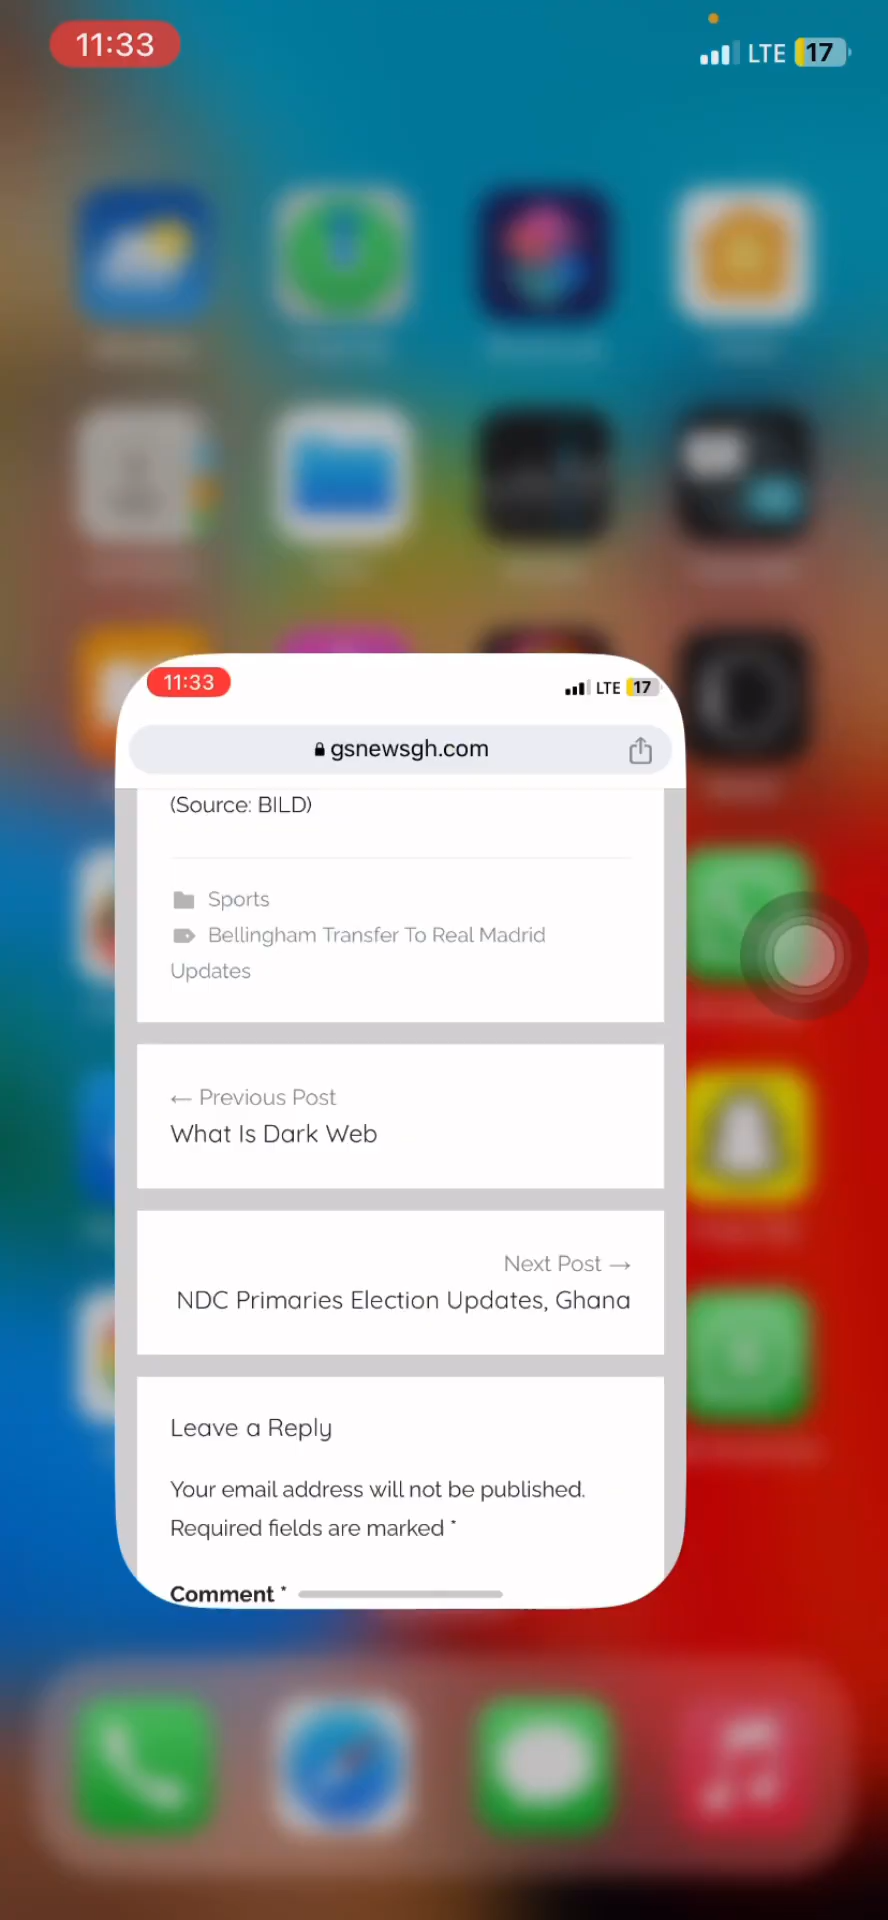 11:33
LTE 17
11:33
LTE 17
gsnewsgh.com
(Source: BILD)
Sports
Bellingham Transfer To Real Madrid
Updates
← Previous Post
What Is Dark Web
Next Post →
NDC Primaries Election Updates, Ghana
Leave a Reply
Your email address will not be published.
Required fields are marked *
Comment *